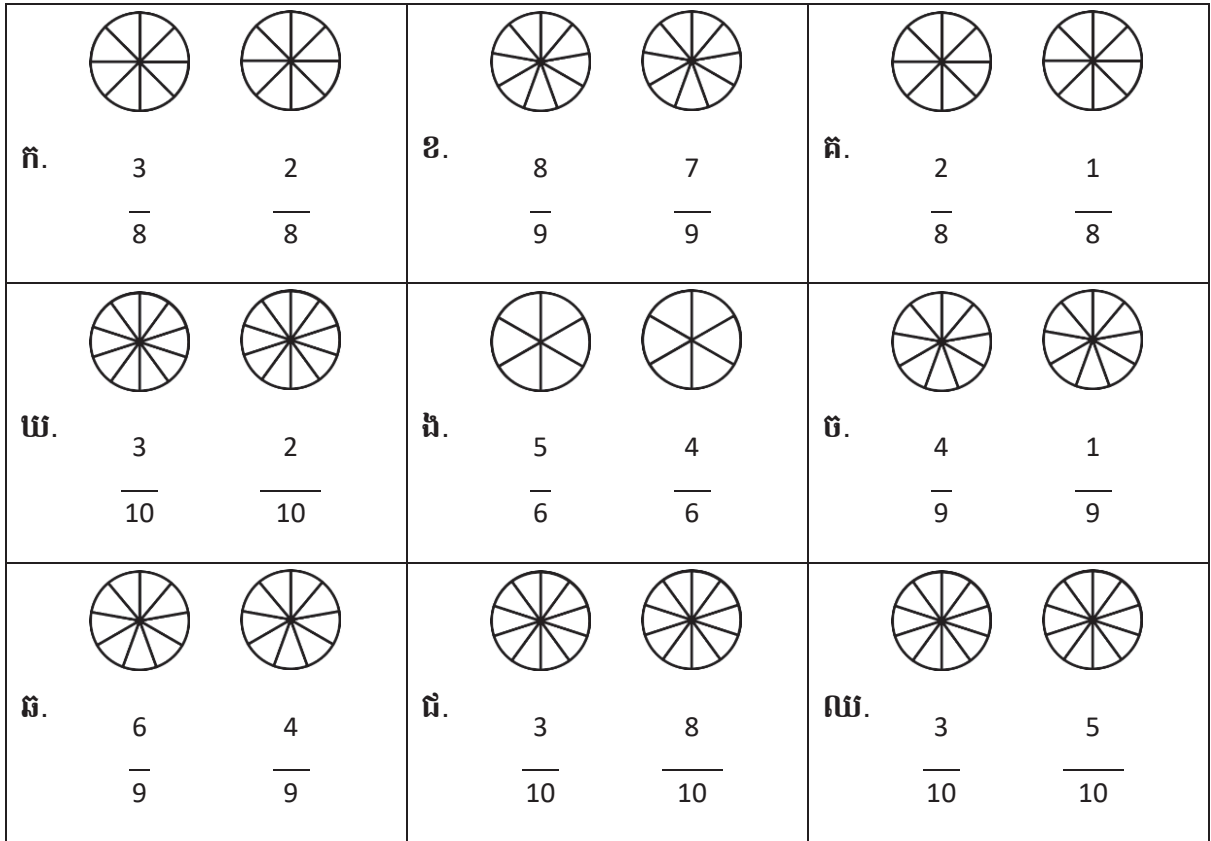 ក. 3/8 2/8
ខ. 8/9 7/9
គ. 2/8 1/8
ឃ. 3/10 2/10
ង. 5/6 4/6
ច. 4/9 1/9
ឆ. 6/9 4/9
ជ. 3/10 8/10
ឈ. 3/10 5/10